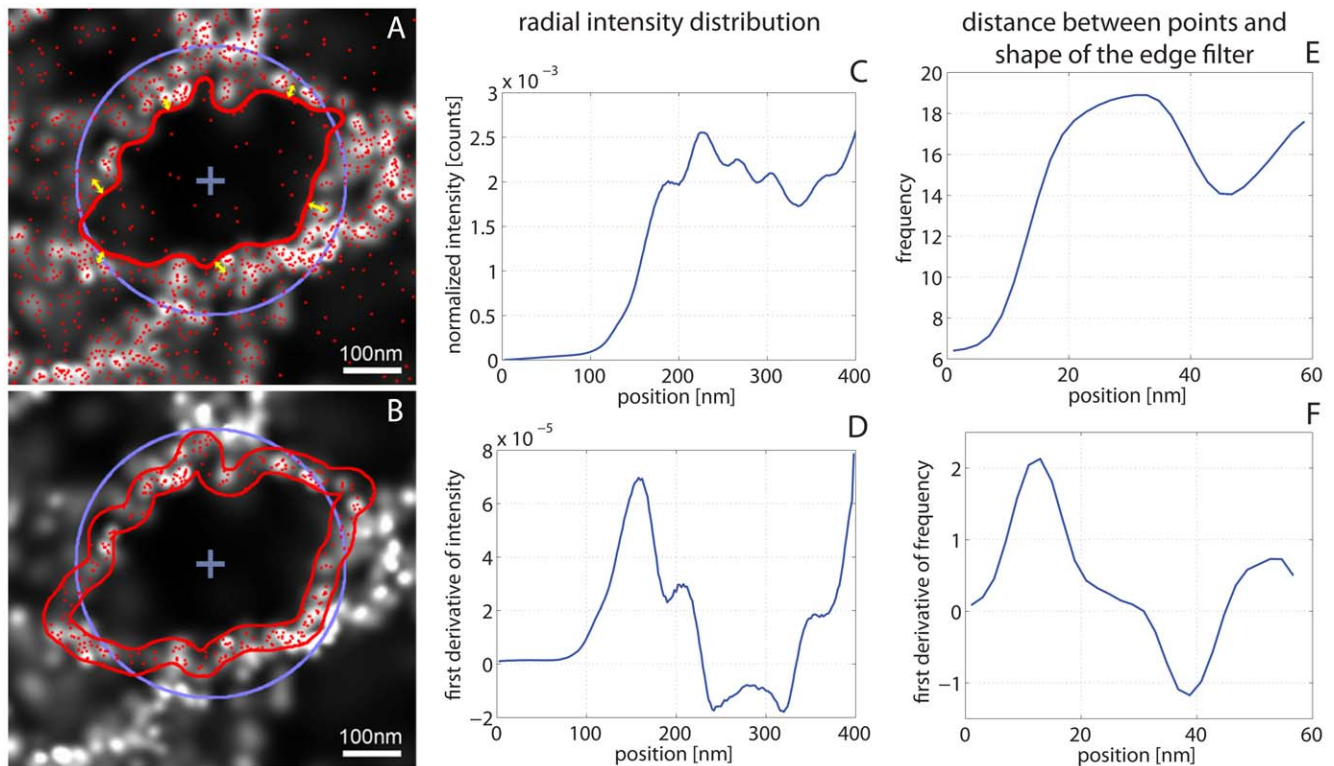 radial intensity distribution
distance between points and
shape of the edge filter
A
100nm
B
100nm
C
x 10 -3
3
2.5
2
1.5
1
0.5
0
normalized intensity [counts]
0 100 200 300 400
position [nm]
D
x 10 -5
8
6
4
2
0
-2
first derivative of intensity
0 100 200 300 400
position [nm]
E
20
18
16
14
12
10
8
6
frequency
0 20 40 60
position [nm]
F
2
1
0
-1
first derivative of frequency
0 20 40 60
position [nm]